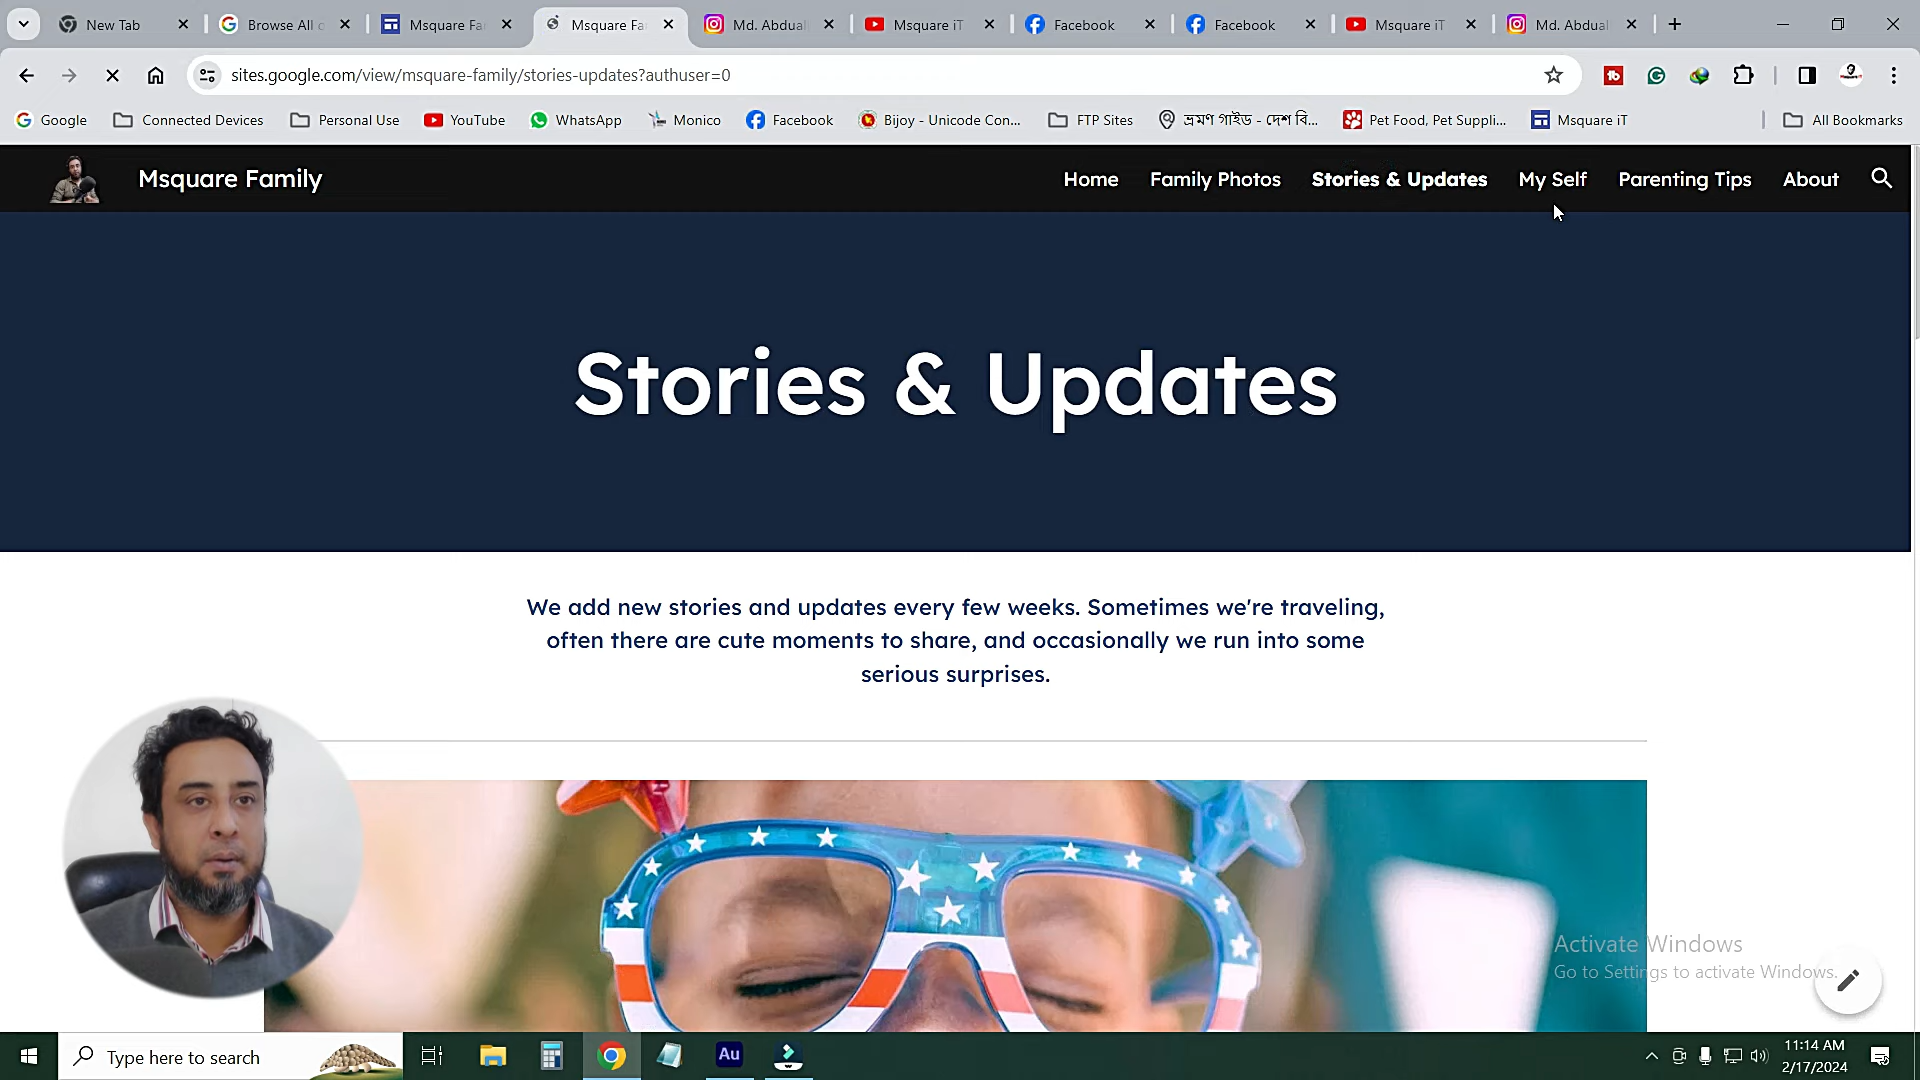 New Tab
Browse All o
Msquare Fa
Msquare Fa
Md. Abdual
Msquare iT
Facebook
Facebook
Msquare iT
Md. Abdual
sites.google.com/view/msquare-family/stories-updates?authuser=0
Google
Connected Devices
Personal Use
YouTube
WhatsApp
Monico
Facebook
Bijoy - Unicode Con...
FTP Sites
ভ্রমণ গাইড - দেশ বি...
Pet Food, Pet Suppli...
Msquare iT
All Bookmarks
Msquare Family
Home
Family Photos
Stories & Updates
My Self
Parenting Tips
About
Stories & Updates
We add new stories and updates every few weeks. Sometimes we're traveling,
often there are cute moments to share, and occasionally we run into some
serious surprises.
Activate Windows
Go to Settings to activate Windows.
Type here to search
Au
11:14 AM
2/17/2024